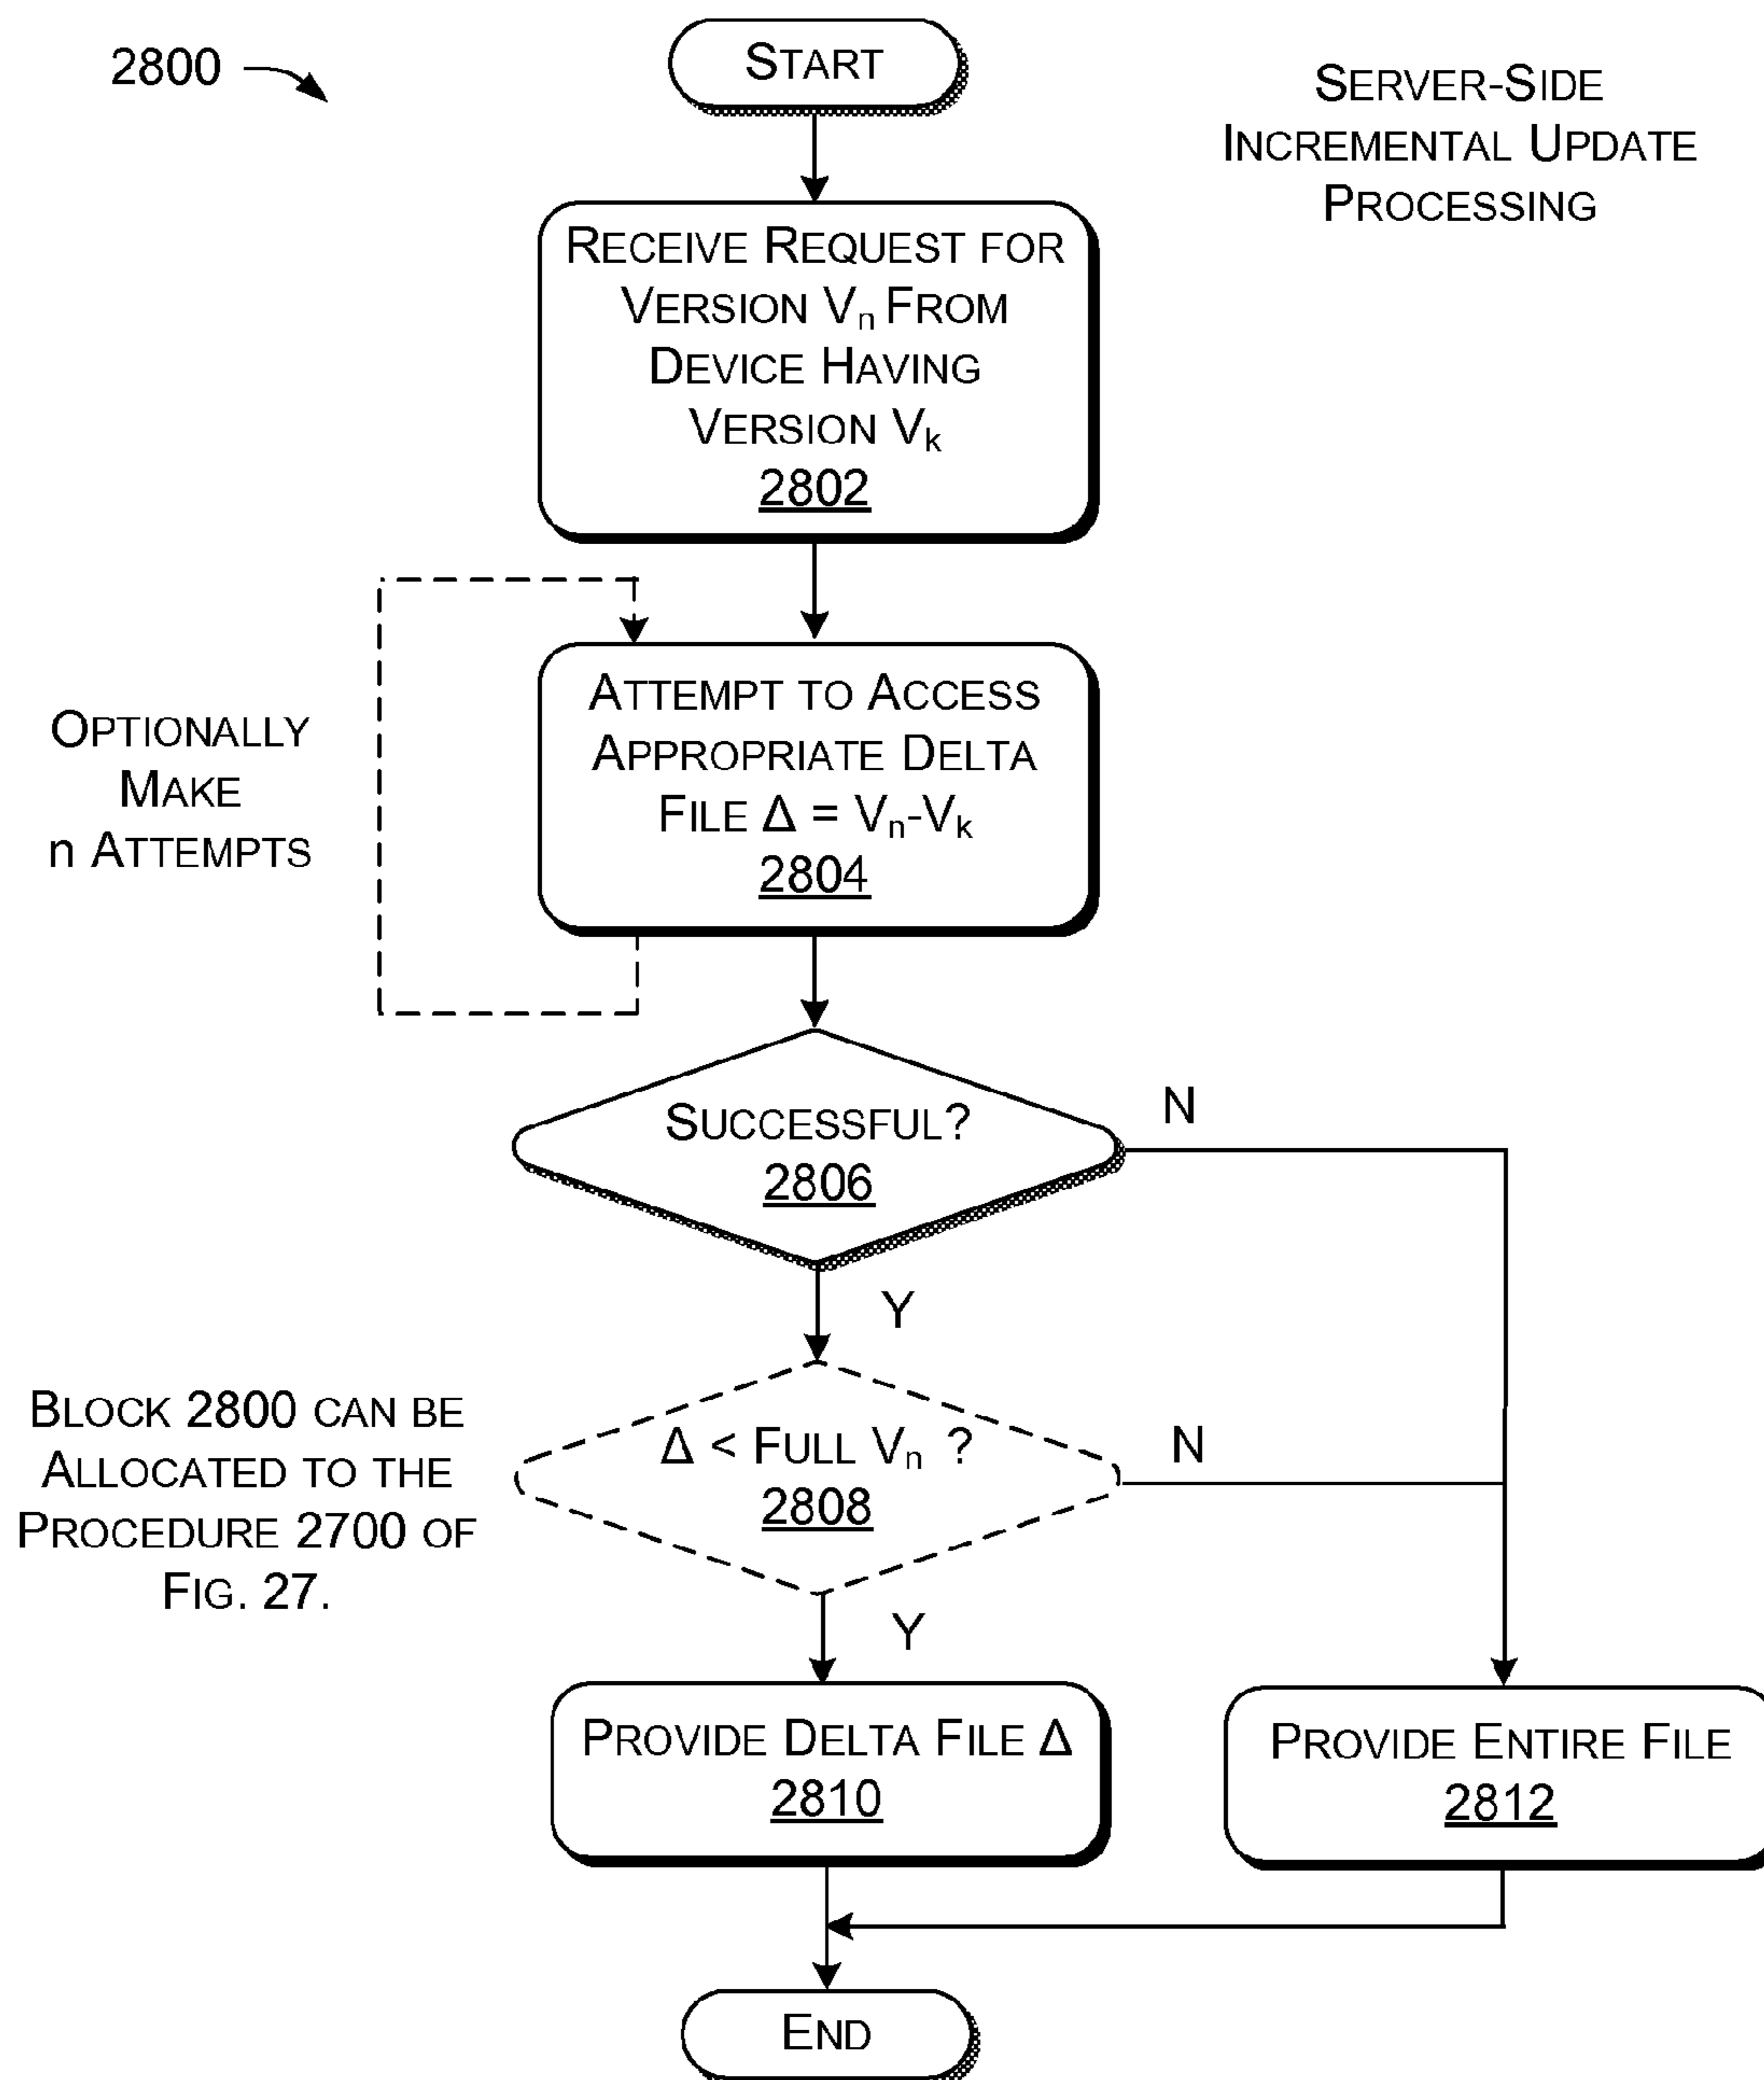 2800
START
SERVER-SIDE
INCREMENTAL UPDATE
PROCESSING
RECEIVE REQUEST FOR
VERSION Vn FROM
DEVICE HAVING
VERSION Vk
2802
OPTIONALLY
MAKE
n ATTEMPTS
ATTEMPT TO ACCESS
APPROPRIATE DELTA
FILE Δ = Vn-Vk
2804
SUCCESSFUL?
2806
N
Y
BLOCK 2800 CAN BE
ALLOCATED TO THE
PROCEDURE 2700 OF
FIG. 27.
Δ < FULL Vn ?
2808
N
Y
PROVIDE DELTA FILE Δ
2810
PROVIDE ENTIRE FILE
2812
END